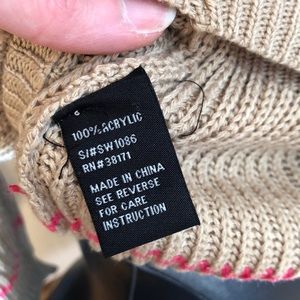 100% ACRYLIC
S/#SW1086
RN#38171
MADE IN CHINA
SEE REVERSE
FOR CARE
INSTRUCTION